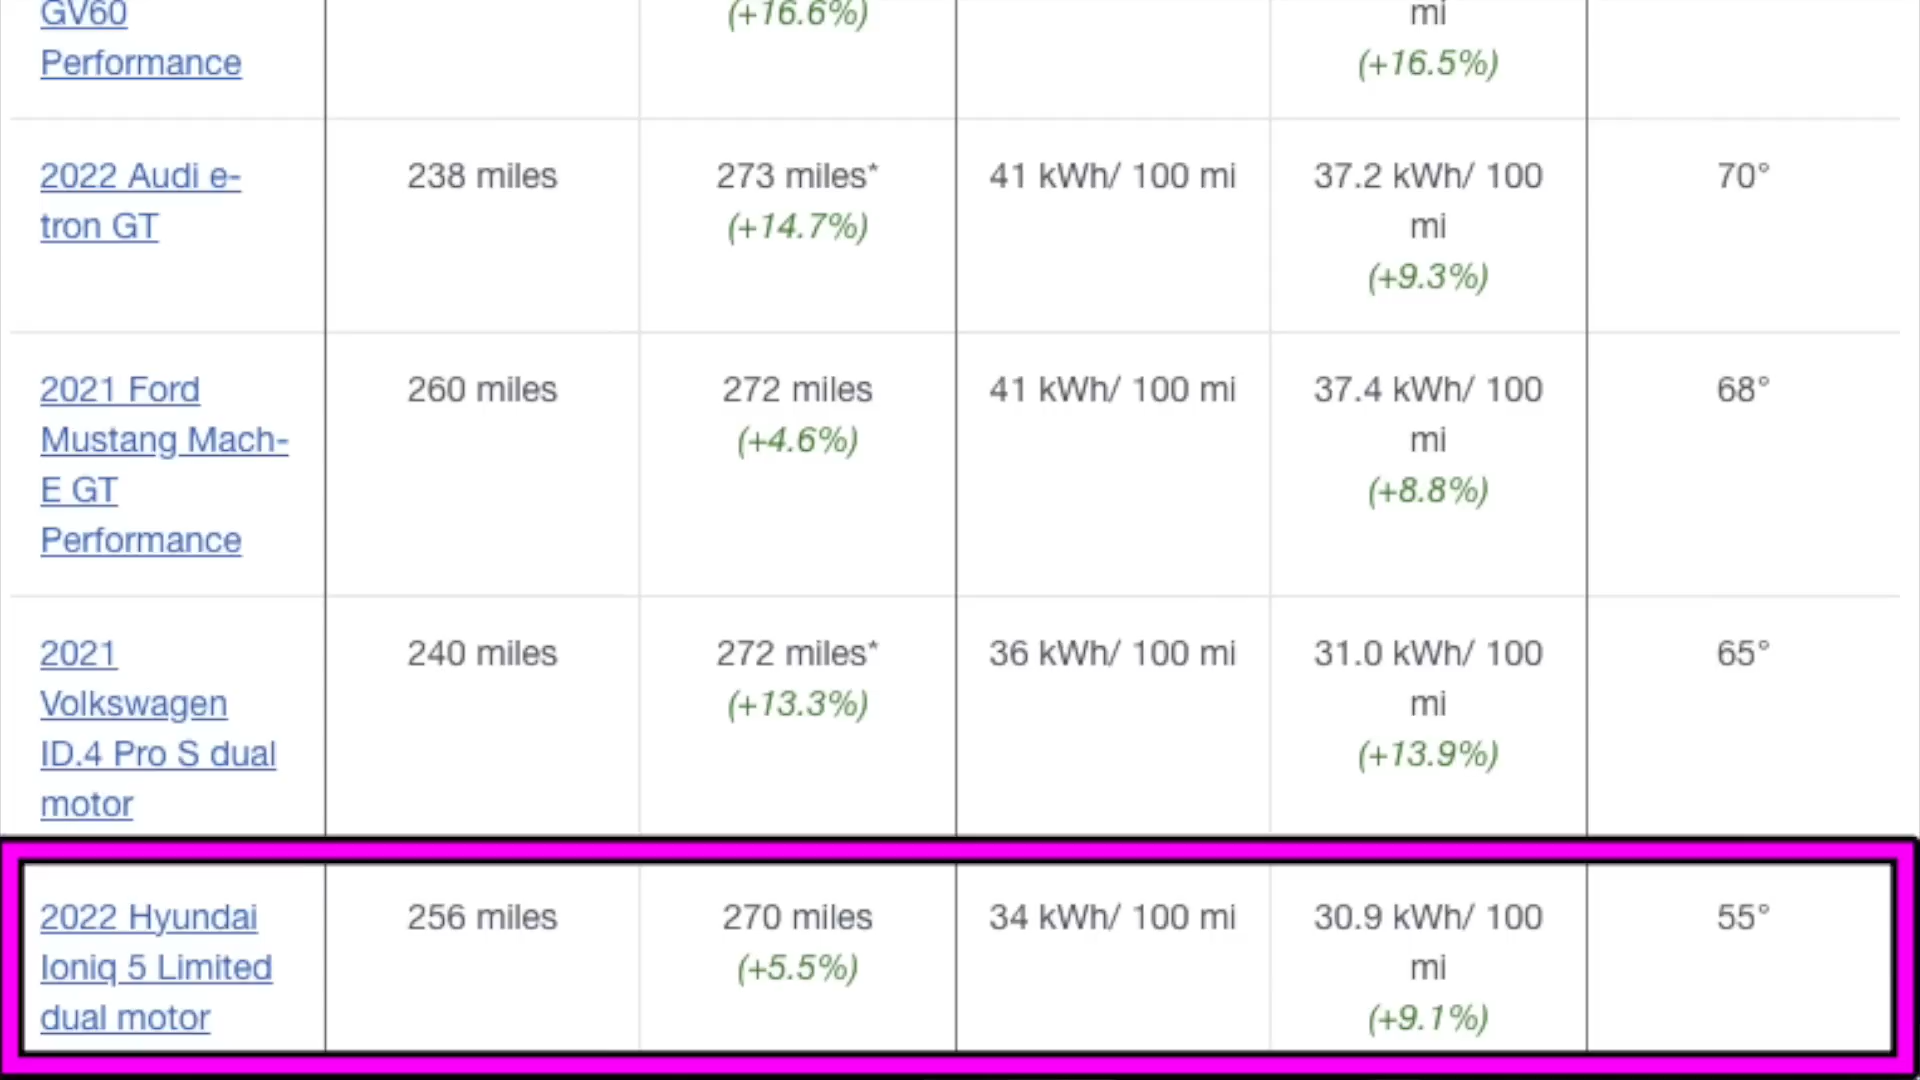 GV60
Performance
(+16.6%)
mi
(+16.5%)
2022 Audi e-
tron GT
238 miles
273 miles*
(+14.7%)
41 kWh/ 100 mi
37.2 kWh/ 100
mi
(+9.3%)
70°
2021 Ford
Mustang Mach-
E GT
Performance
260 miles
272 miles
(+4.6%)
41 kWh/ 100 mi
37.4 kWh/ 100
mi
(+8.8%)
68°
2021
Volkswagen
ID.4 Pro S dual
motor
240 miles
272 miles*
(+13.3%)
36 kWh/ 100 mi
31.0 kWh/ 100
mi
(+13.9%)
65°
2022 Hyundai
Ioniq 5 Limited
dual motor
256 miles
270 miles
(+5.5%)
34 kWh/ 100 mi
30.9 kWh/ 100
mi
(+9.1%)
55°